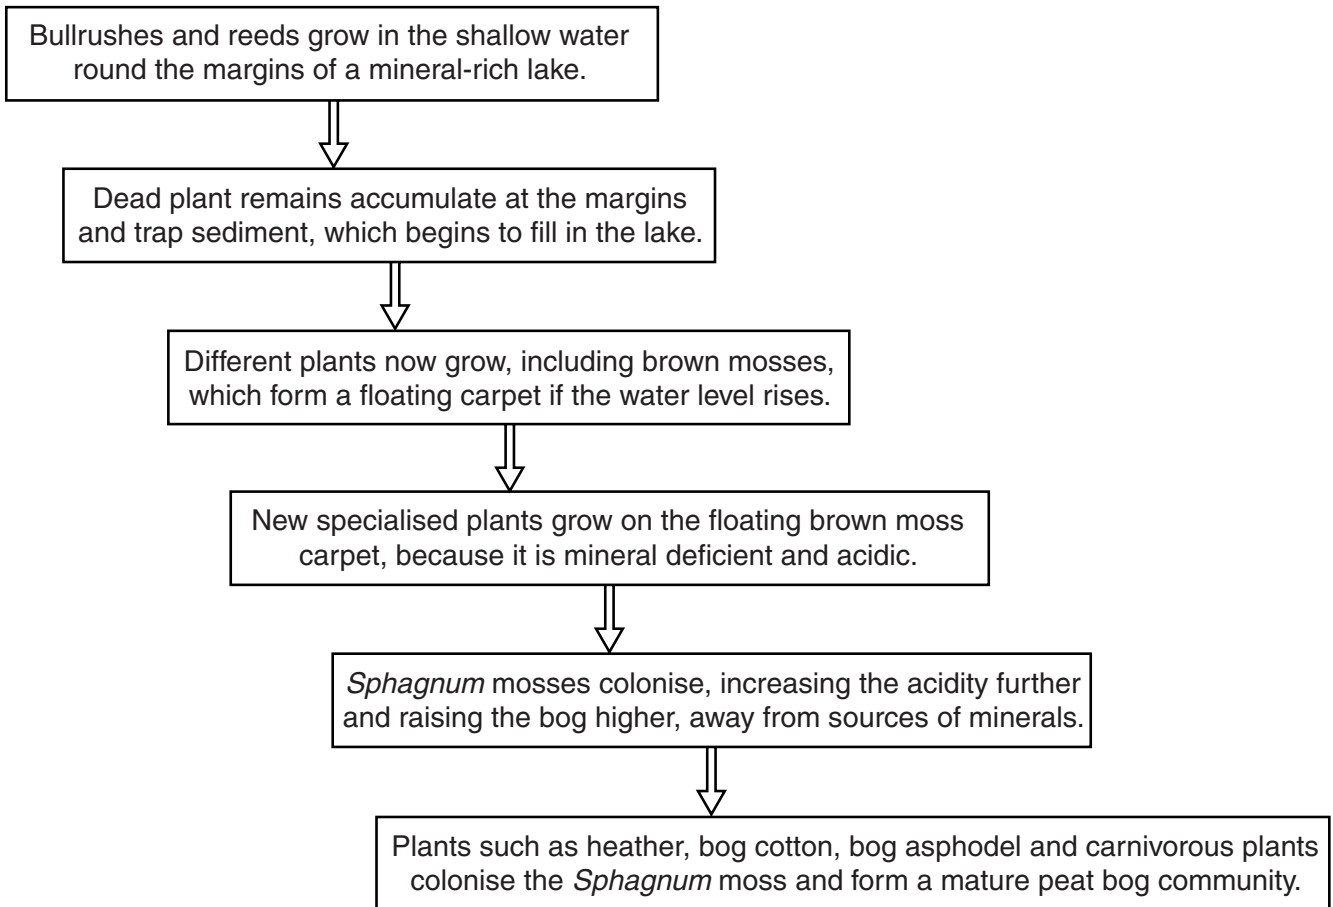 Bullrushes and reeds grow in the shallow water
round the margins of a mineral-rich lake.
Dead plant remains accumulate at the margins
and trap sediment, which begins to fill in the lake.
Different plants now grow, including brown mosses,
which form a floating carpet if the water level rises.
New specialised plants grow on the floating brown moss
carpet, because it is mineral deficient and acidic.
Sphagnum mosses colonise, increasing the acidity further
and raising the bog higher, away from sources of minerals.
Plants such as heather, bog cotton, bog asphodel and carnivorous plants
colonise the Sphagnum moss and form a mature peat bog community.